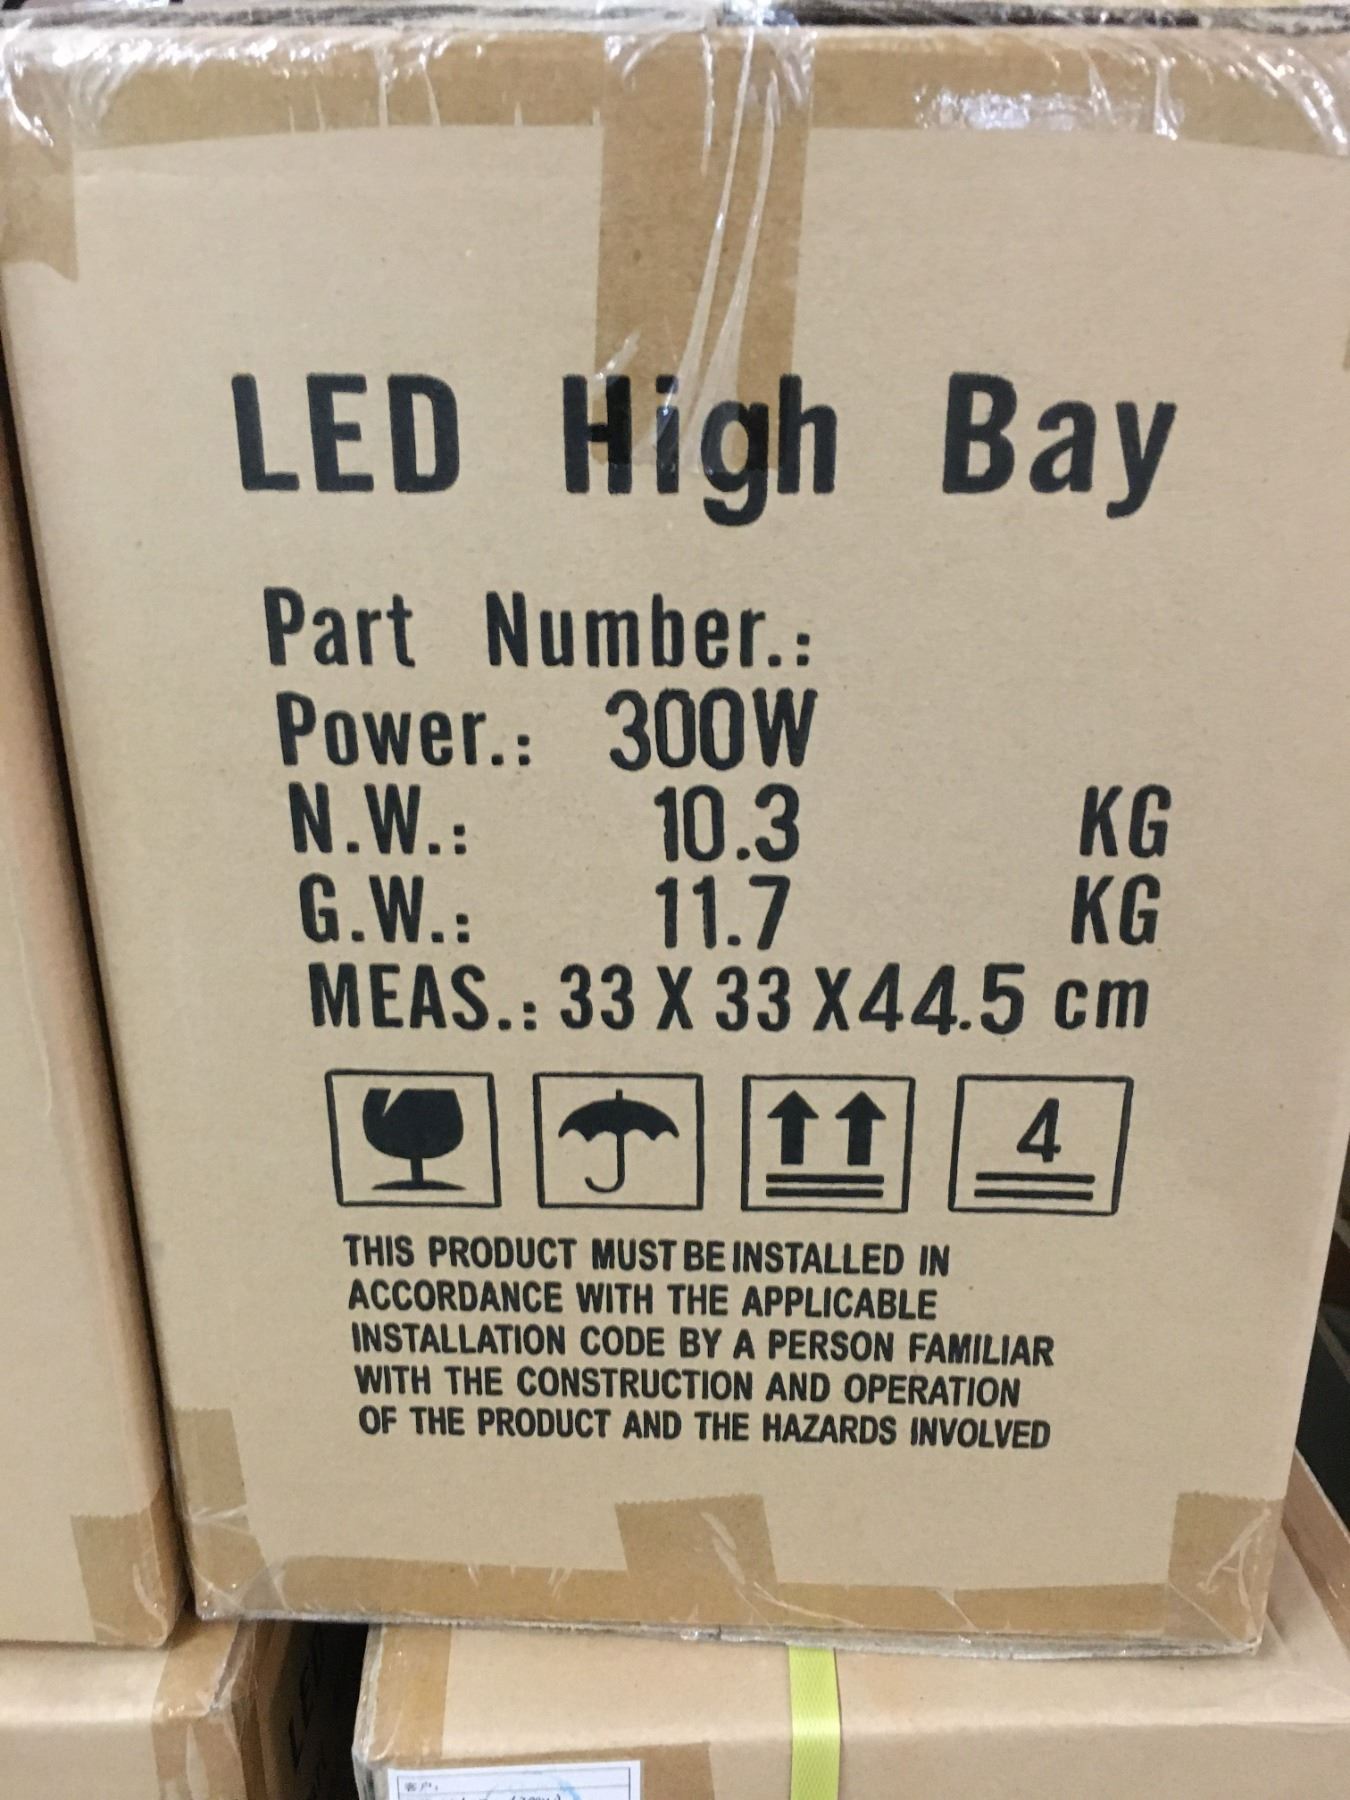 LED High Bay
Part Number.:
Power.: 300W
N.W.: 10.3 KG
G.W.: 11.7 KG
MEAS.: 33 X 33 X44.5 cm
4
THIS PRODUCT MUST BE INSTALLED IN
ACCORDANCE WITH THE APPLICABLE
INSTALLATION CODE BY A PERSON FAMILIAR
WITH THE CONSTRUCTION AND OPERATION
OF THE PRODUCT AND THE HAZARDS INVOLVED
客户: